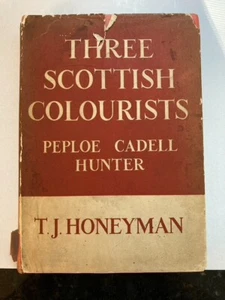 THREE
SCOTTISH
COLOURISTS
PEPLOE CADELL
HUNTER
T.J. HONEYMAN